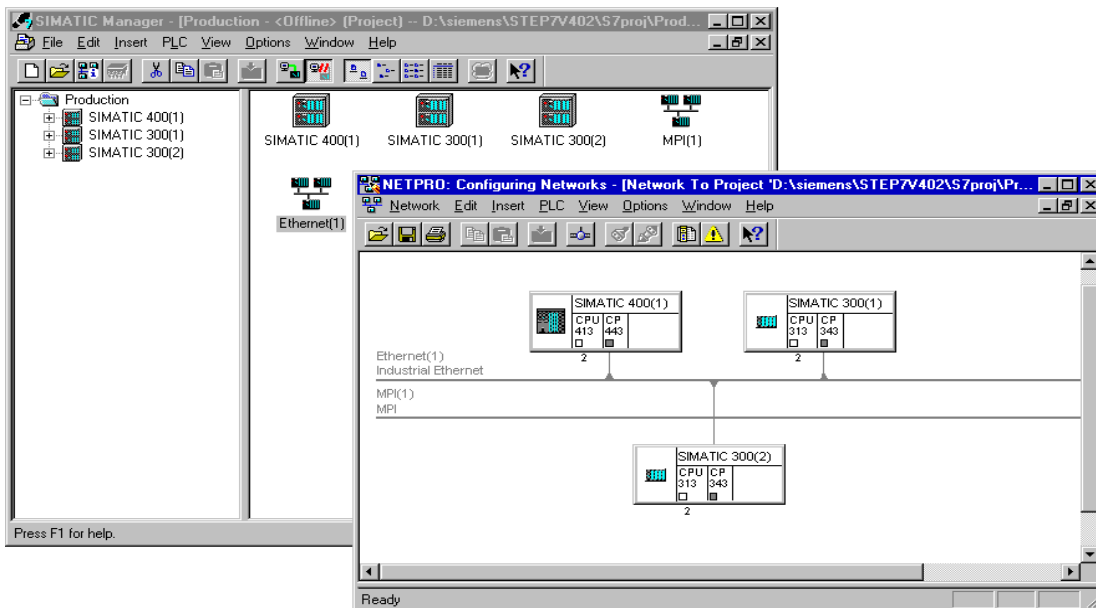 SIMATIC Manager - [Production - <Offline> (Project) -- D:\siemens\STEP7V402\S7proj\Prod...
File Edit Insert PLC View Options Window Help
Production
SIMATIC 400(1)
SIMATIC 300(1)
SIMATIC 300(2)
SIMATIC 400(1) SIMATIC 300(1) SIMATIC 300(2) MPI(1)
Ethernet(1)
Press F1 for help.
NETPRO: Configuring Networks - [Network To Project 'D:\siemens\STEP7V402\S7proj\Pr...
Network Edit Insert PLC View Options Window Help
SIMATIC 400(1)
CPU CP
413 443
2
SIMATIC 300(1)
CPU CP
313 343
2
Ethernet(1)
Industrial Ethernet
MPI(1)
MPI
SIMATIC 300(2)
CPU CP
313 343
2
Ready